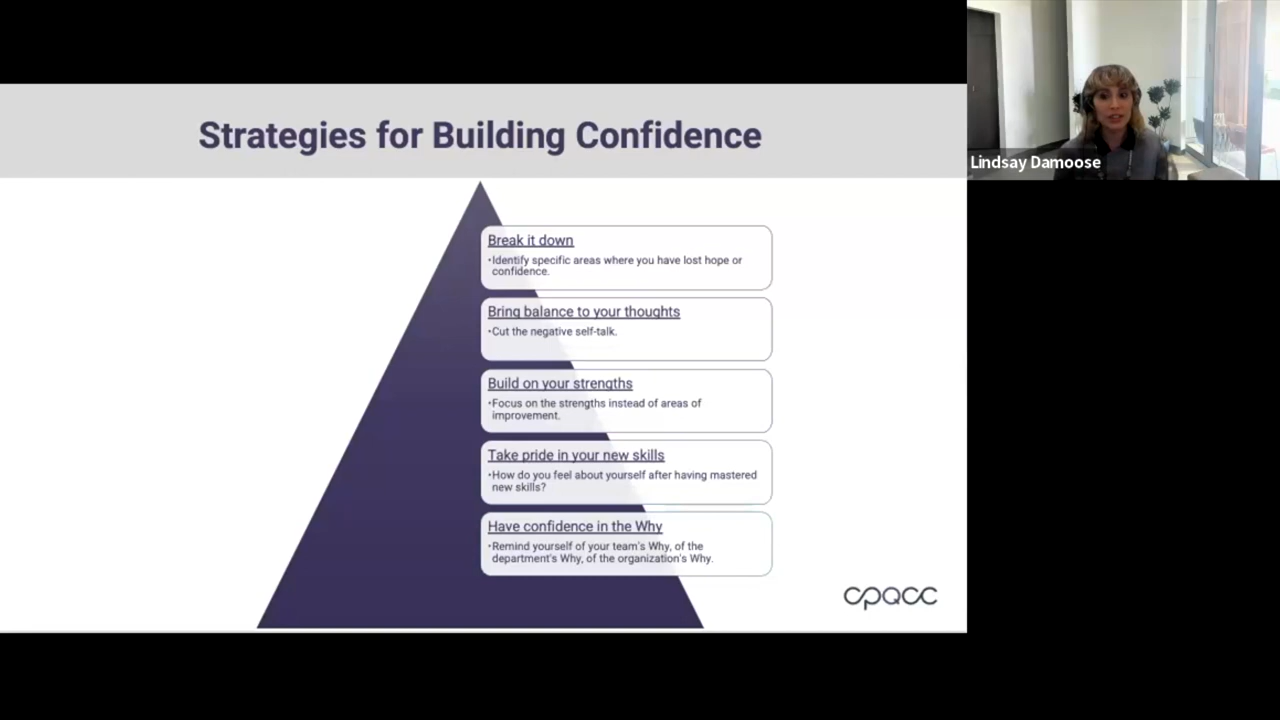 Strategies for Building Confidence
Lindsay Damoose
Break it down
•Identify specific areas where you have lost hope or
confidence.
Bring balance to your thoughts
•Cut the negative self-talk.
Build on your strengths
•Focus on the strengths instead of areas of
improvement.
Take pride in your new skills
•How do you feel about yourself after having mastered
new skills?
Have confidence in the Why
•Remind yourself of your team's Why, of the
department's Why, of the organization's Why.
cpqcc